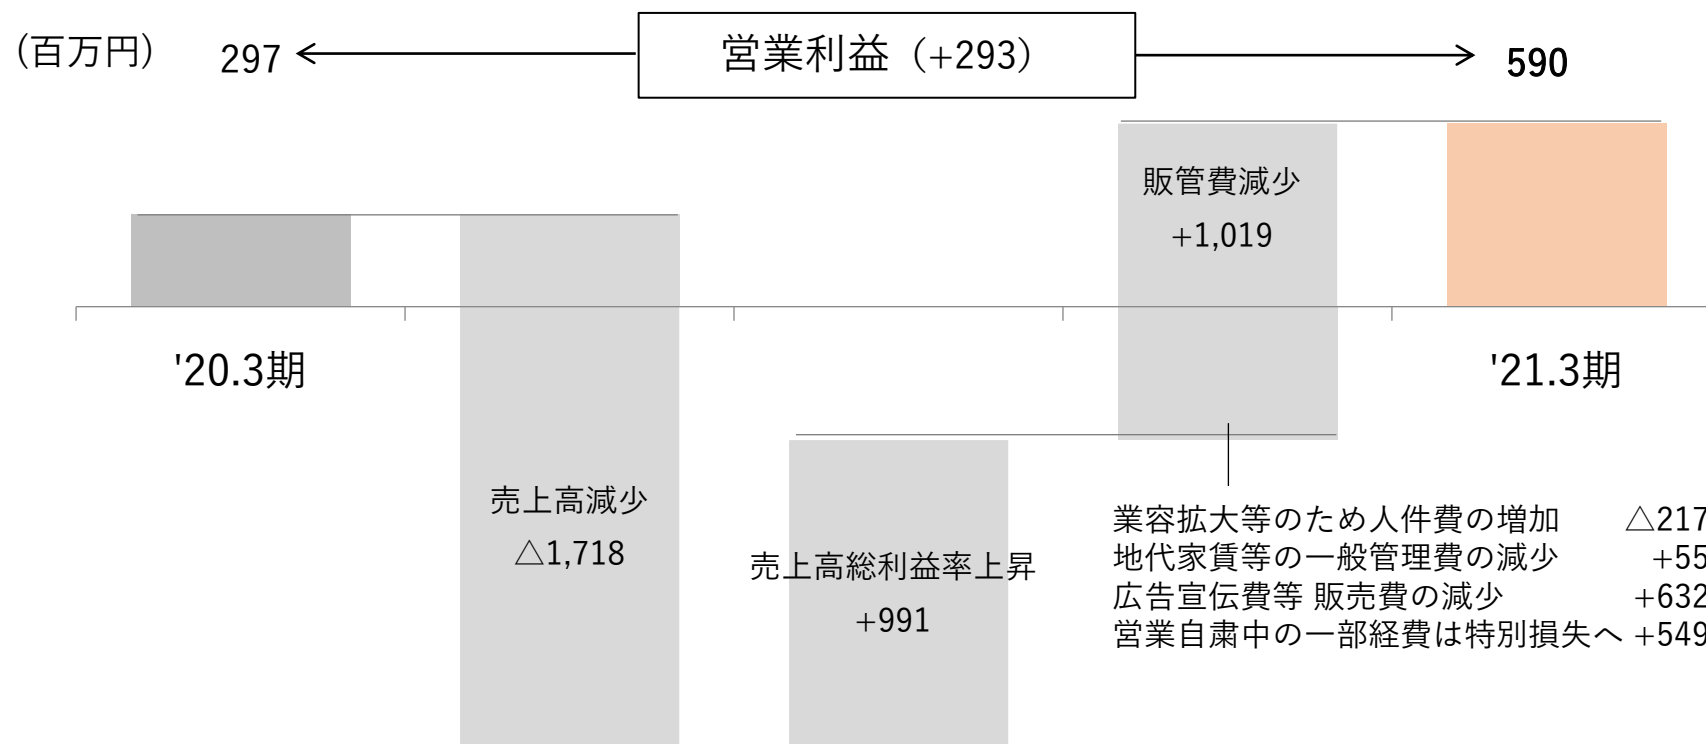 (百万円) 297 営業利益（+293） 590
販管費減少
+1,019
'20.3期 '21.3期
売上高減少
△1,718
売上高総利益率上昇
+991
業容拡大等のため人件費の増加 △217
地代家賃等の一般管理費の減少 +55
広告宣伝費等 販売費の減少 +632
営業自粛中の一部経費は特別損失へ +549